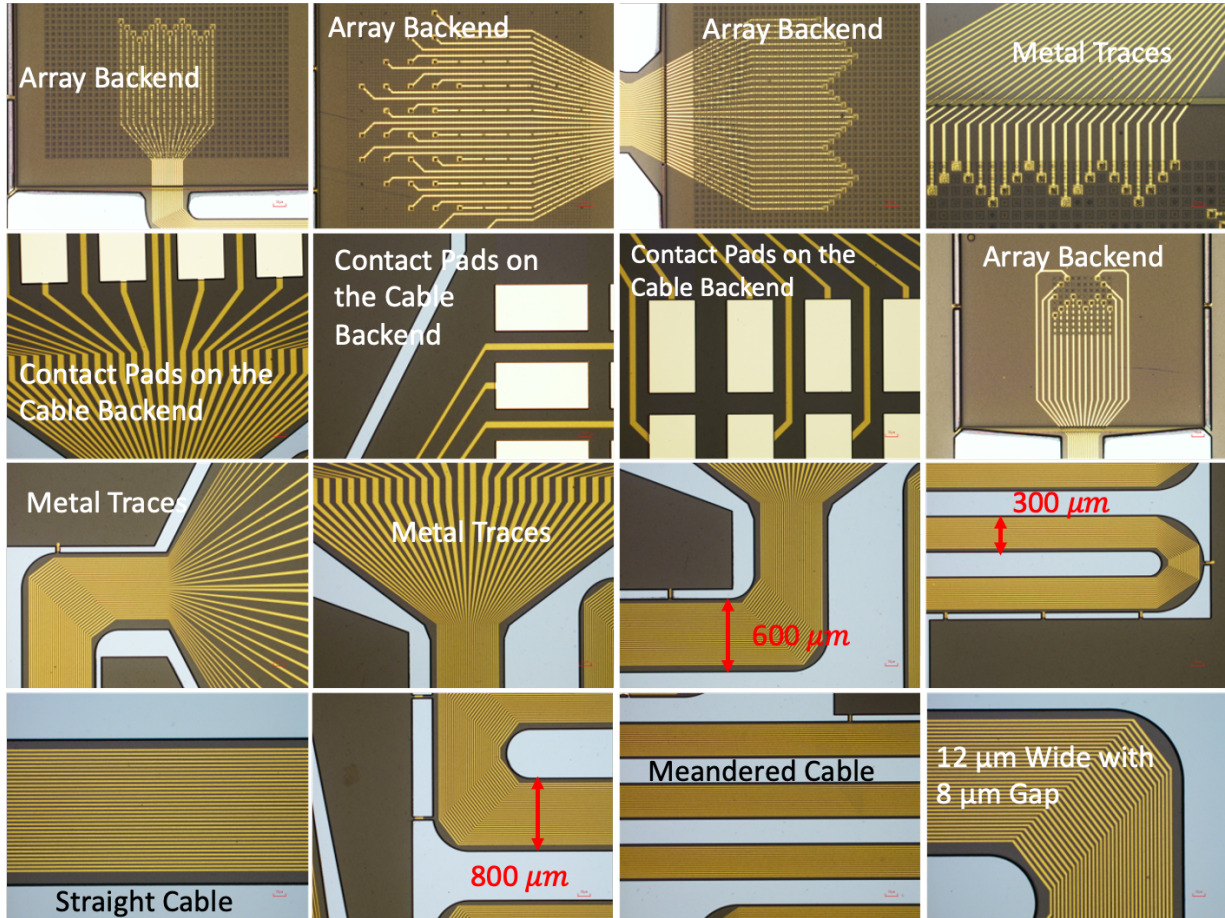 Array Backend
Array Backend
Array Backend
Metal Traces
Contact Pads on the
Cable Backend
Contact Pads on
the Cable
Backend
Contact Pads on the
Cable Backend
Array Backend
Metal Traces
Metal Traces
600 μm
300 μm
Straight Cable
800 μm
Meandered Cable
12 μm Wide with
8 μm Gap